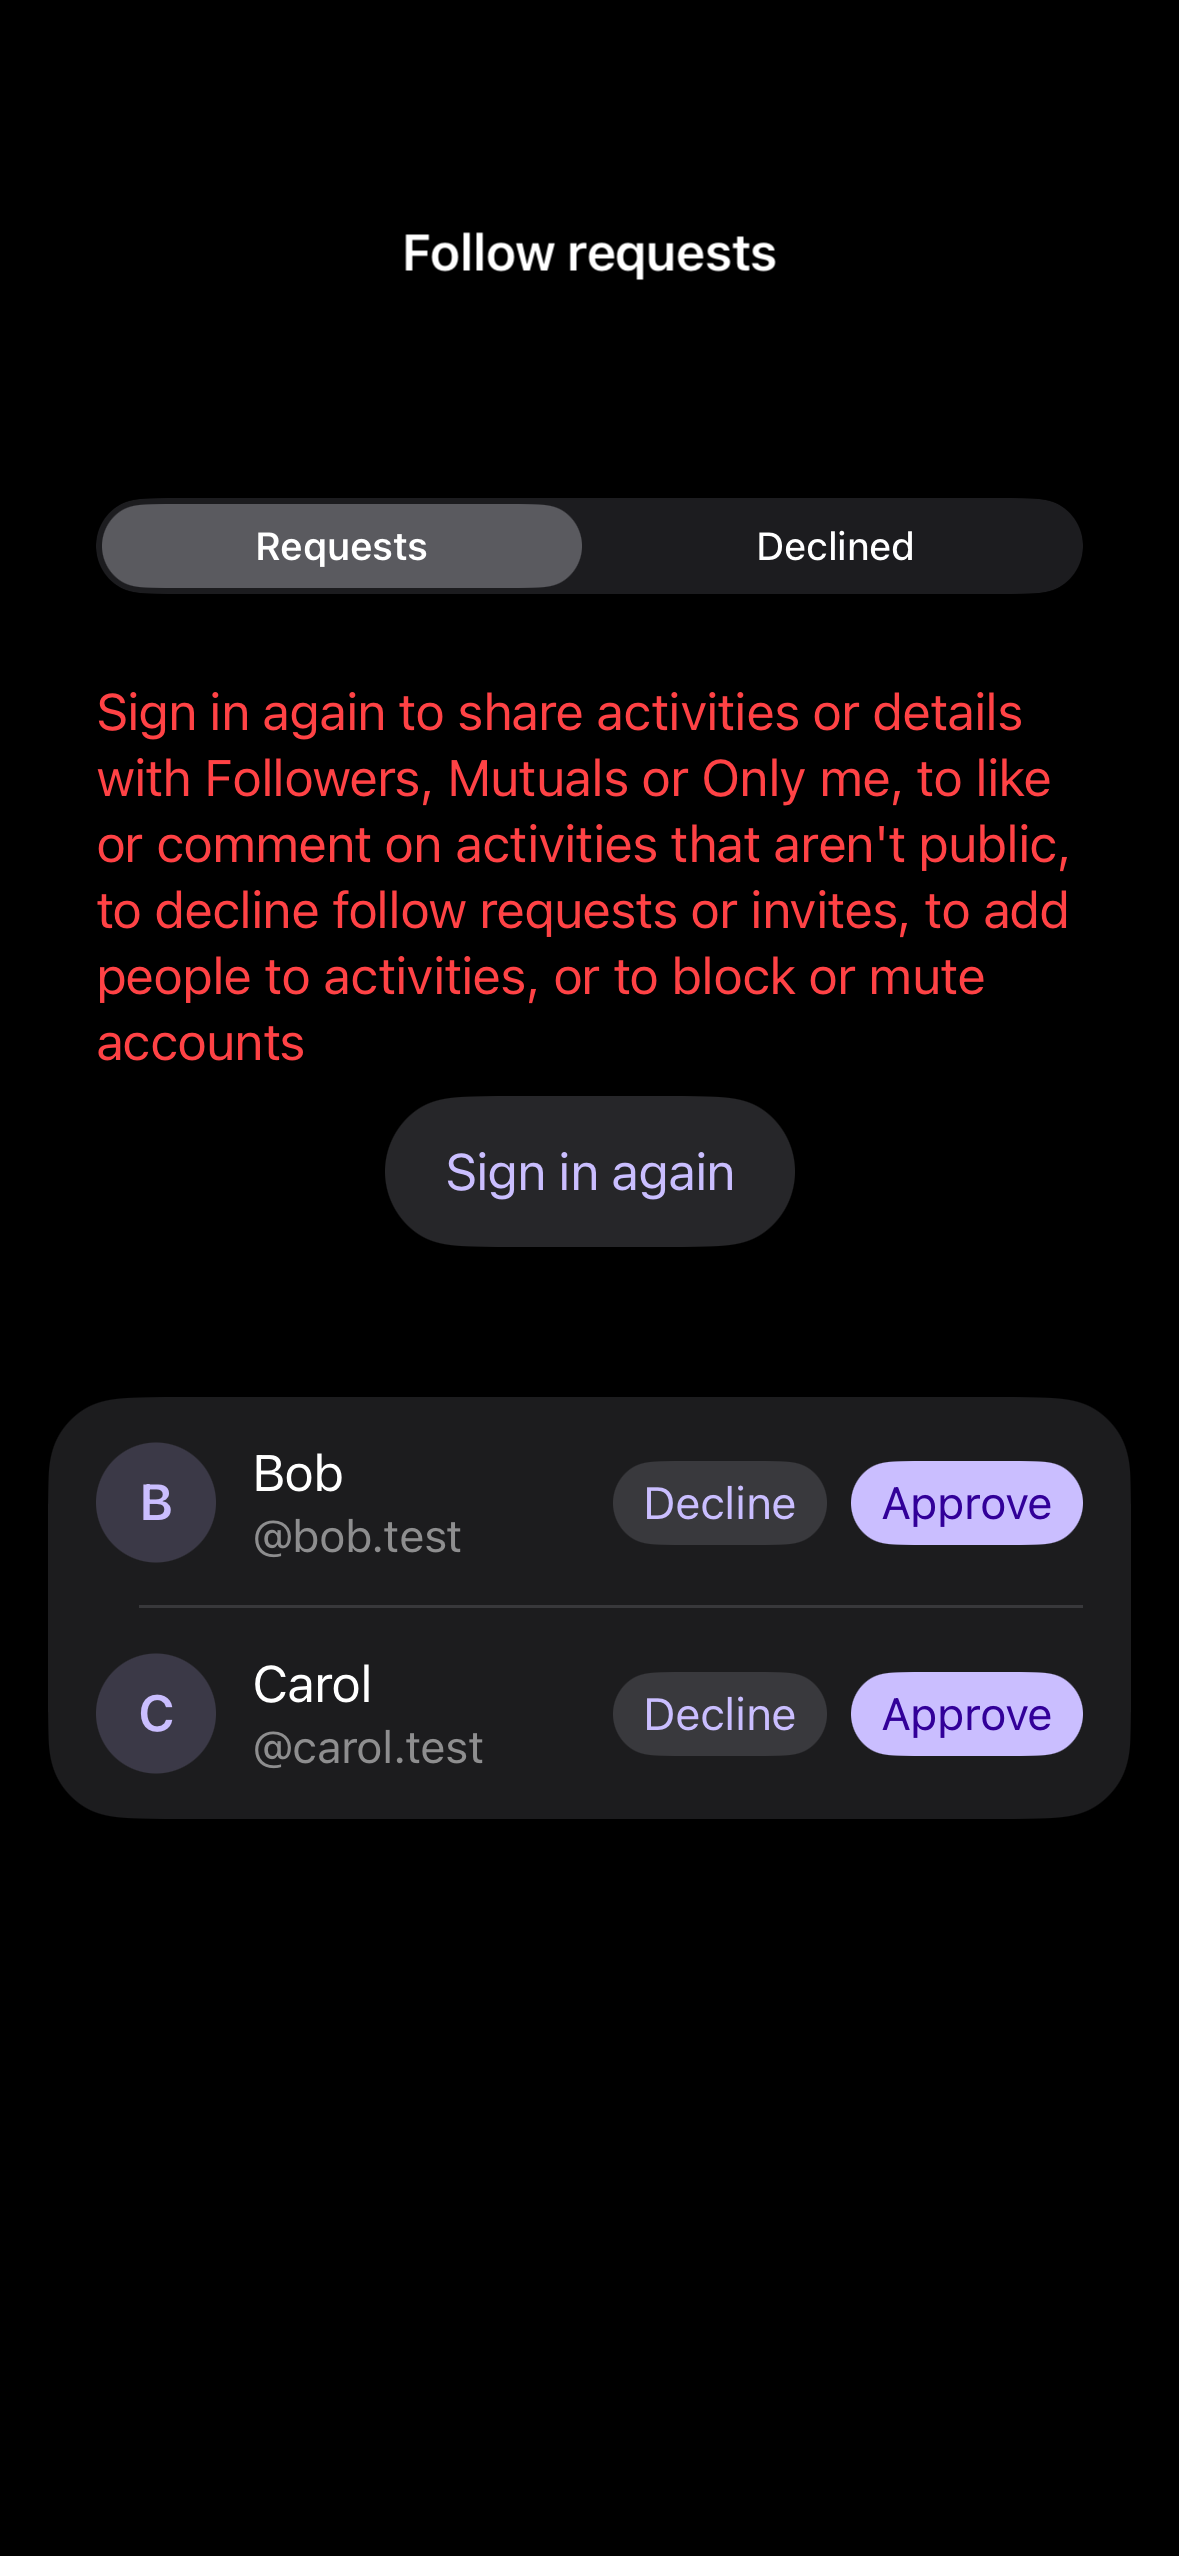 Follow requests
Requests
Declined
Sign in again to share activities or details
with Followers, Mutuals or Only me, to like
or comment on activities that aren't public,
to decline follow requests or invites, to add
people to activities, or to block or mute
accounts
Sign in again
B
Bob
@bob.test
Decline
Approve
C
Carol
@carol.test
Decline
Approve